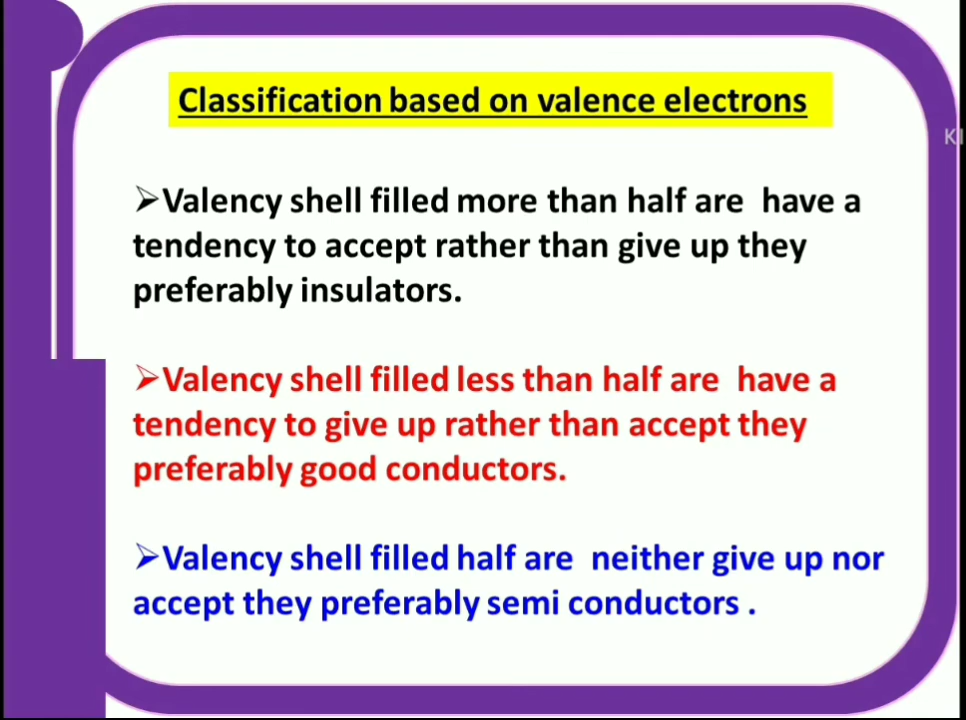 Classification based on valence electrons
➢Valency shell filled more than half are have a
tendency to accept rather than give up they
preferably insulators.
➢Valency shell filled less than half are have a
tendency to give up rather than accept they
preferably good conductors.
➢Valency shell filled half are neither give up nor
accept they preferably semi conductors .